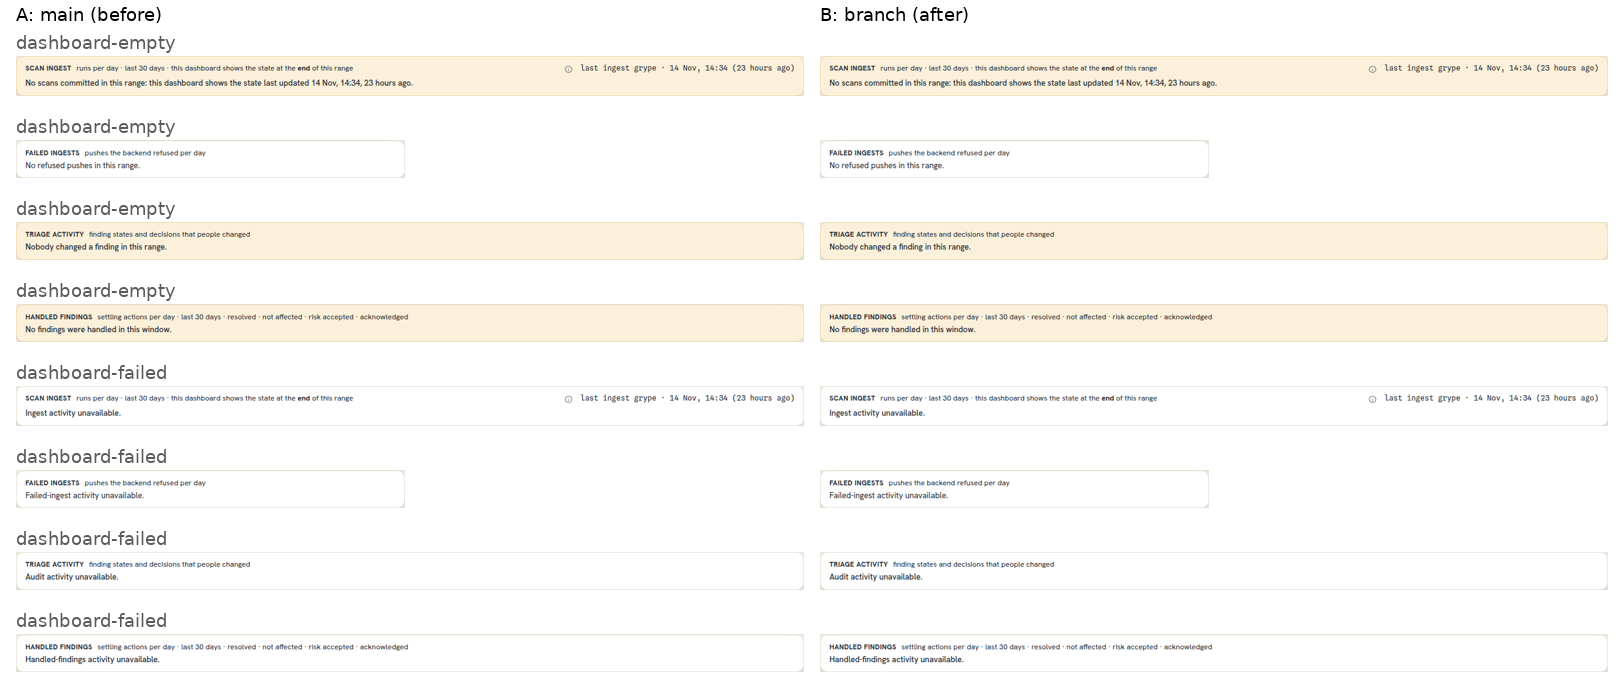 A: main (before)
B: branch (after)
dashboard-empty
SCAN INGEST runs per day · last 30 days · this dashboard shows the state at the end of this range
last ingest grype · 14 Nov, 14:34 (23 hours ago)
No scans committed in this range: this dashboard shows the state last updated 14 Nov, 14:34, 23 hours ago.
SCAN INGEST runs per day · last 30 days · this dashboard shows the state at the end of this range
last ingest grype · 14 Nov, 14:34 (23 hours ago)
No scans committed in this range: this dashboard shows the state last updated 14 Nov, 14:34, 23 hours ago.
dashboard-empty
FAILED INGESTS pushes the backend refused per day
No refused pushes in this range.
FAILED INGESTS pushes the backend refused per day
No refused pushes in this range.
dashboard-empty
TRIAGE ACTIVITY finding states and decisions that people changed
Nobody changed a finding in this range.
TRIAGE ACTIVITY finding states and decisions that people changed
Nobody changed a finding in this range.
dashboard-empty
HANDLED FINDINGS settling actions per day · last 30 days · resolved · not affected · risk accepted · acknowledged
No findings were handled in this window.
HANDLED FINDINGS settling actions per day · last 30 days · resolved · not affected · risk accepted · acknowledged
No findings were handled in this window.
dashboard-failed
SCAN INGEST runs per day · last 30 days · this dashboard shows the state at the end of this range
last ingest grype · 14 Nov, 14:34 (23 hours ago)
Ingest activity unavailable.
SCAN INGEST runs per day · last 30 days · this dashboard shows the state at the end of this range
last ingest grype · 14 Nov, 14:34 (23 hours ago)
Ingest activity unavailable.
dashboard-failed
FAILED INGESTS pushes the backend refused per day
Failed-ingest activity unavailable.
FAILED INGESTS pushes the backend refused per day
Failed-ingest activity unavailable.
dashboard-failed
TRIAGE ACTIVITY finding states and decisions that people changed
Audit activity unavailable.
TRIAGE ACTIVITY finding states and decisions that people changed
Audit activity unavailable.
dashboard-failed
HANDLED FINDINGS settling actions per day · last 30 days · resolved · not affected · risk accepted · acknowledged
Handled-findings activity unavailable.
HANDLED FINDINGS settling actions per day · last 30 days · resolved · not affected · risk accepted · acknowledged
Handled-findings activity unavailable.